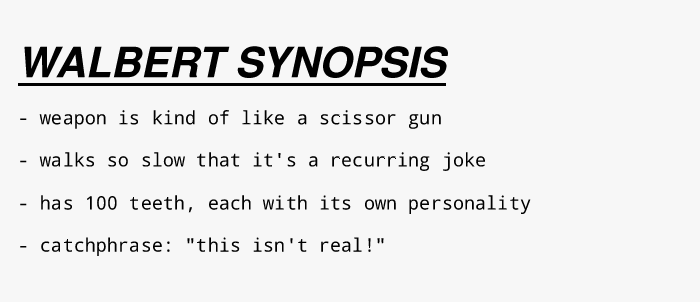 WALBERT SYNOPSIS
- weapon is kind of like a scissor gun
- walks so slow that it's a recurring joke
- has 100 teeth, each with its own personality
- catchphrase: "this isn't real!"